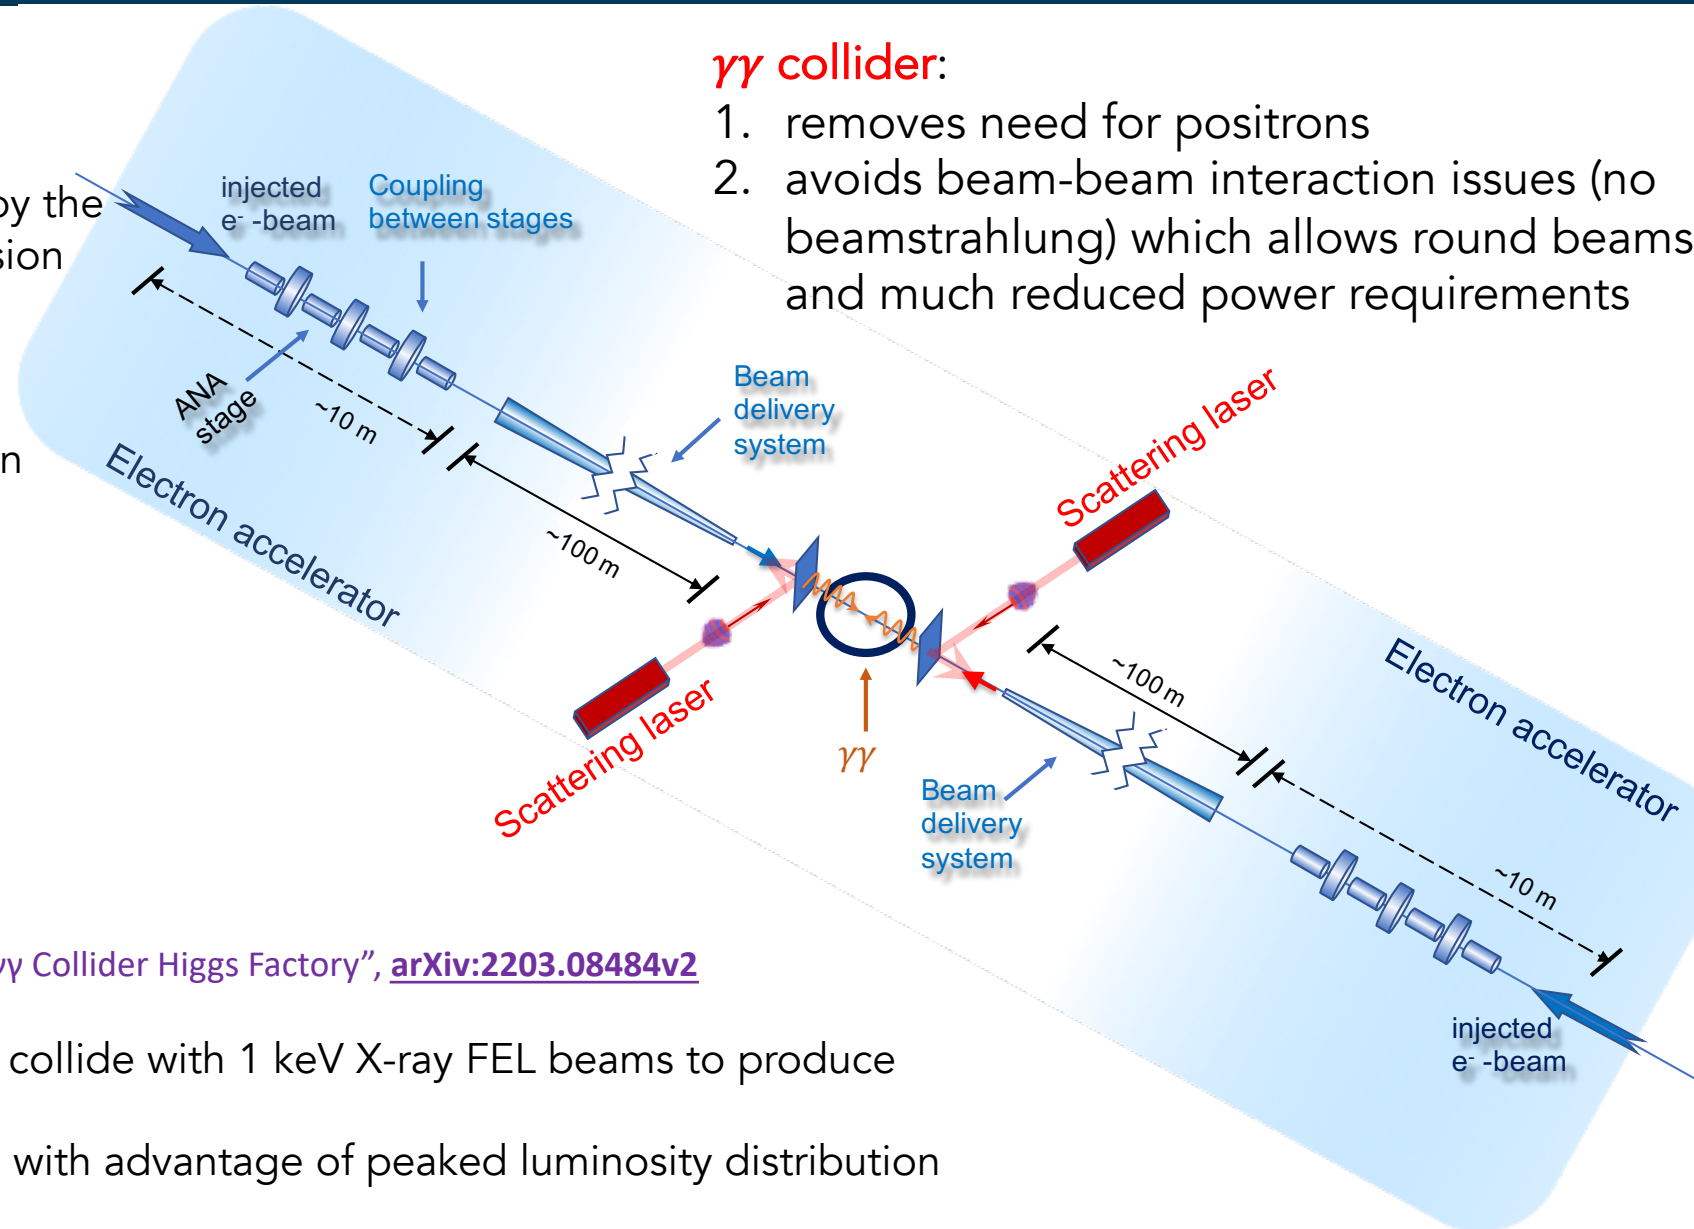 γγ collider:
1. removes need for positrons
2. avoids beam-beam interaction issues (no
beamstrahlung) which allows round beams
and much reduced power requirements
by the
sion
n
injected
e⁻ -beam
Coupling
between stages
ANA
stage
~10 m
Electron accelerator
Beam
delivery
system
~100 m
Scattering laser
Scattering laser
γγ
~100 m
Electron accelerator
Beam
delivery
system
~10 m
injected
e⁻ -beam
γγ Collider Higgs Factory”, arXiv:2203.08484v2
collide with 1 keV X-ray FEL beams to produce
with advantage of peaked luminosity distribution